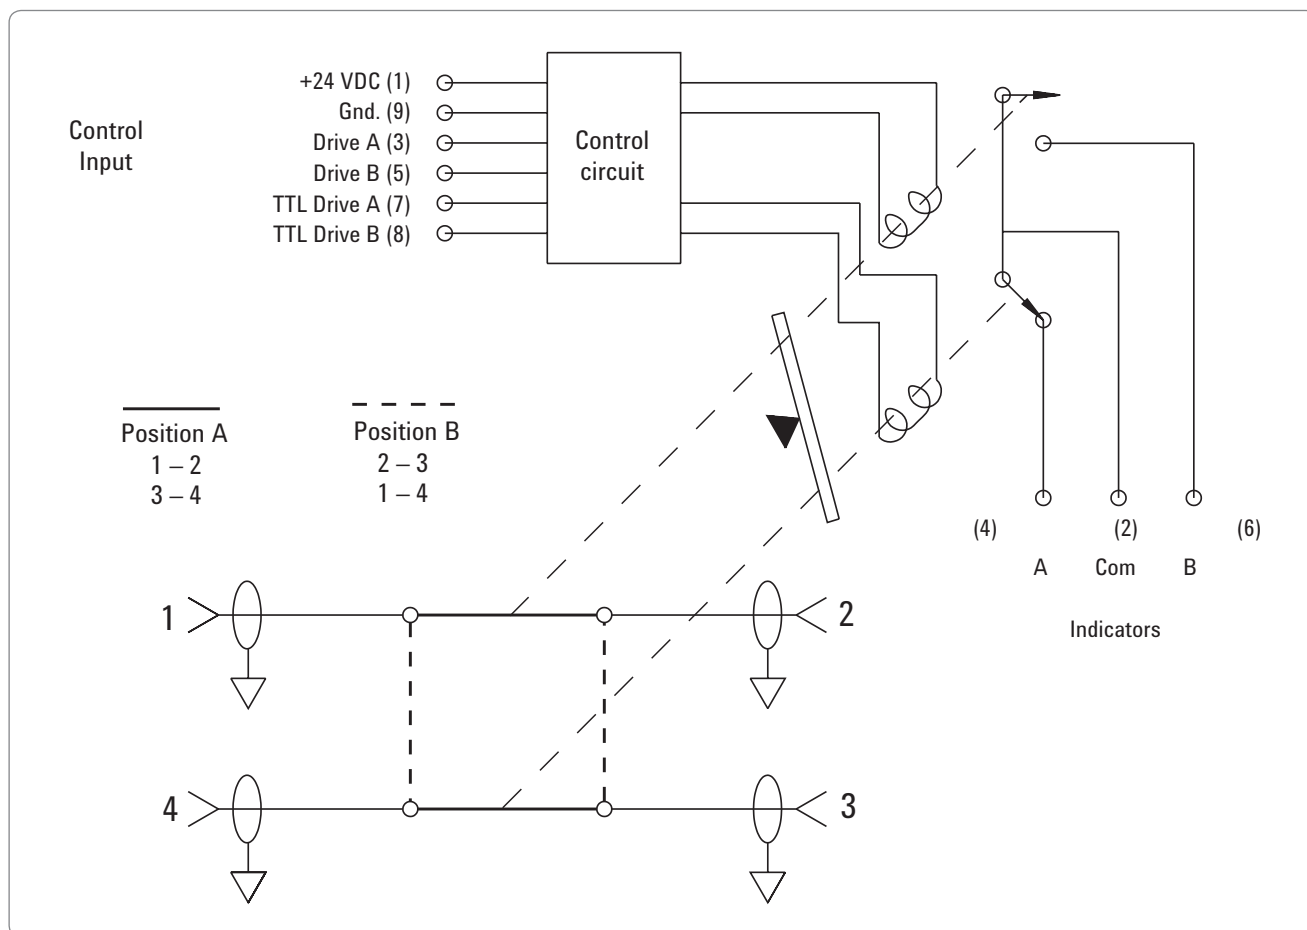 +24 VDC (1)
Gnd. (9)
Drive A (3)
Drive B (5)
TTL Drive A (7)
TTL Drive B (8)
Control
Input
Control
circuit
Position A
1 – 2
3 – 4
Position B
2 – 3
1 – 4
(4)
(2)
(6)
A
Com
B
Indicators
1
2
4
3